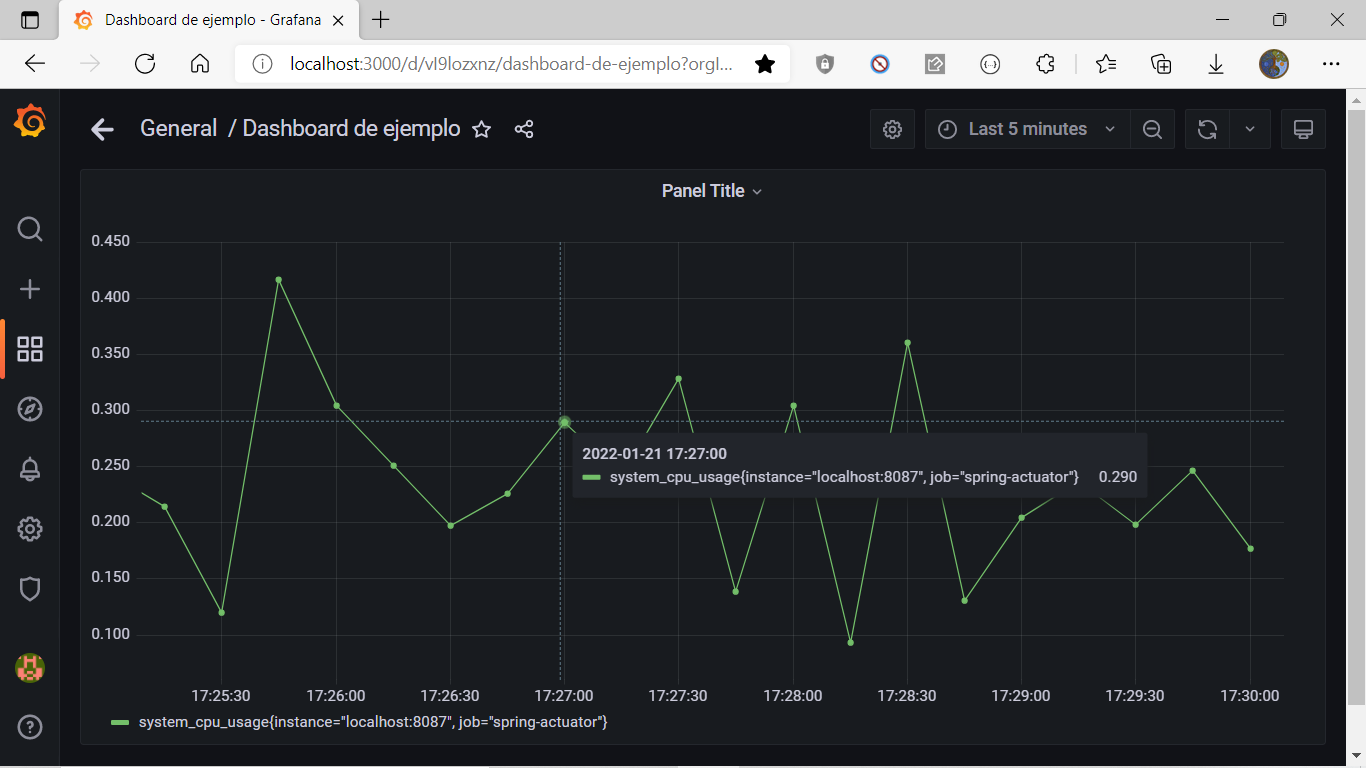 Dashboard de ejemplo - Grafana
localhost:3000/d/vI9lozxnz/dashboard-de-ejemplo?orgI...
General / Dashboard de ejemplo
Last 5 minutes
Panel Title
0.450
0.400
0.350
0.300
0.250
0.200
0.150
0.100
2022-01-21 17:27:00
system_cpu_usage{instance="localhost:8087", job="spring-actuator"} 0.290
17:25:30 17:26:00 17:26:30 17:27:00 17:27:30 17:28:00 17:28:30 17:29:00 17:29:30 17:30:00
system_cpu_usage{instance="localhost:8087", job="spring-actuator"}